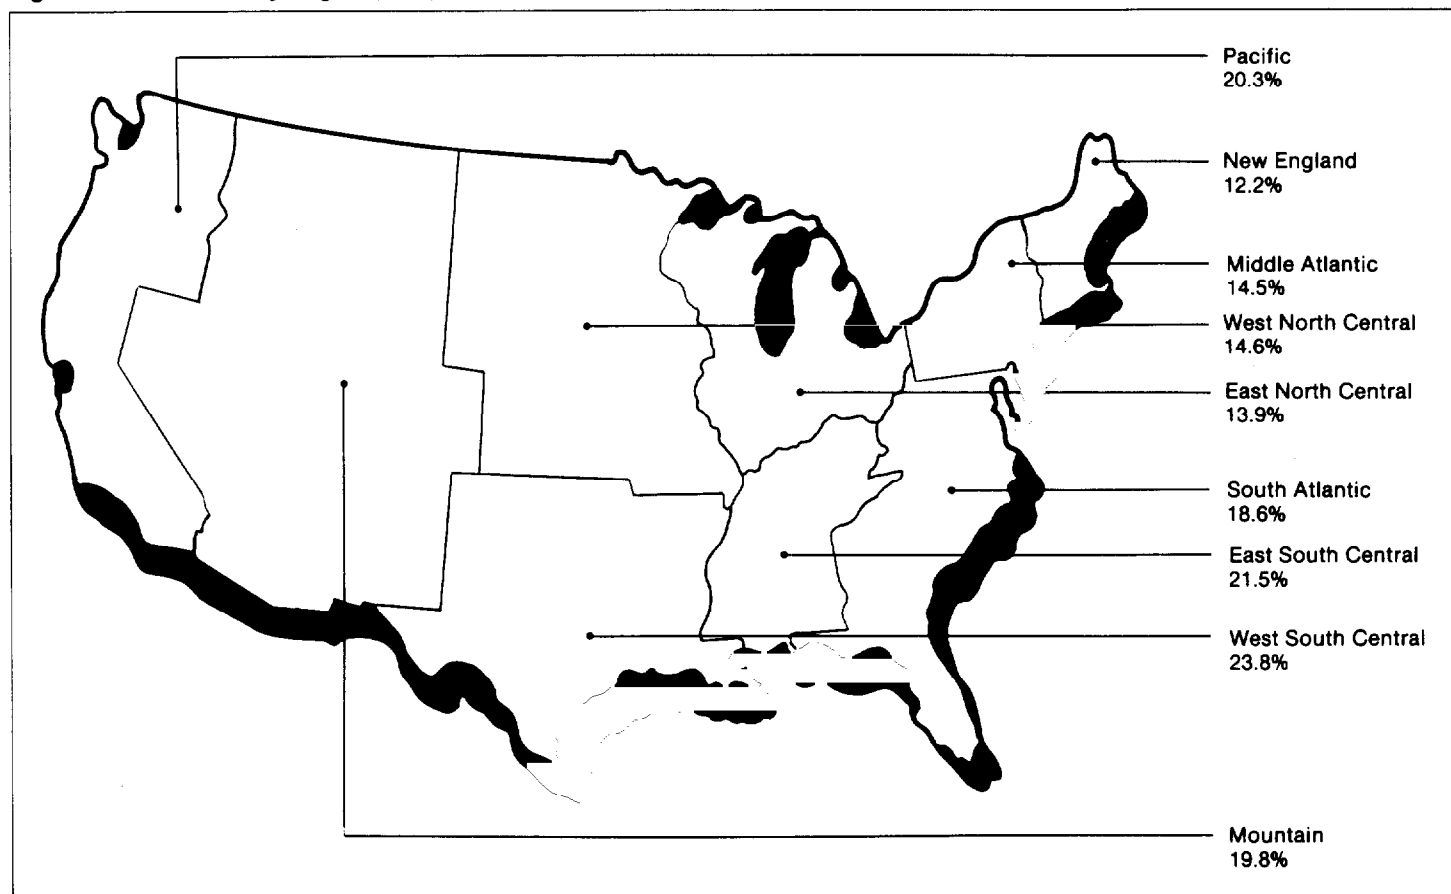 Pacific
20.3%
New England
12.2%
Middle Atlantic
14.5%
West North Central
14.6%
East North Central
13.9%
South Atlantic
18.6%
East South Central
21.5%
West South Central
23.8%
Mountain
19.8%